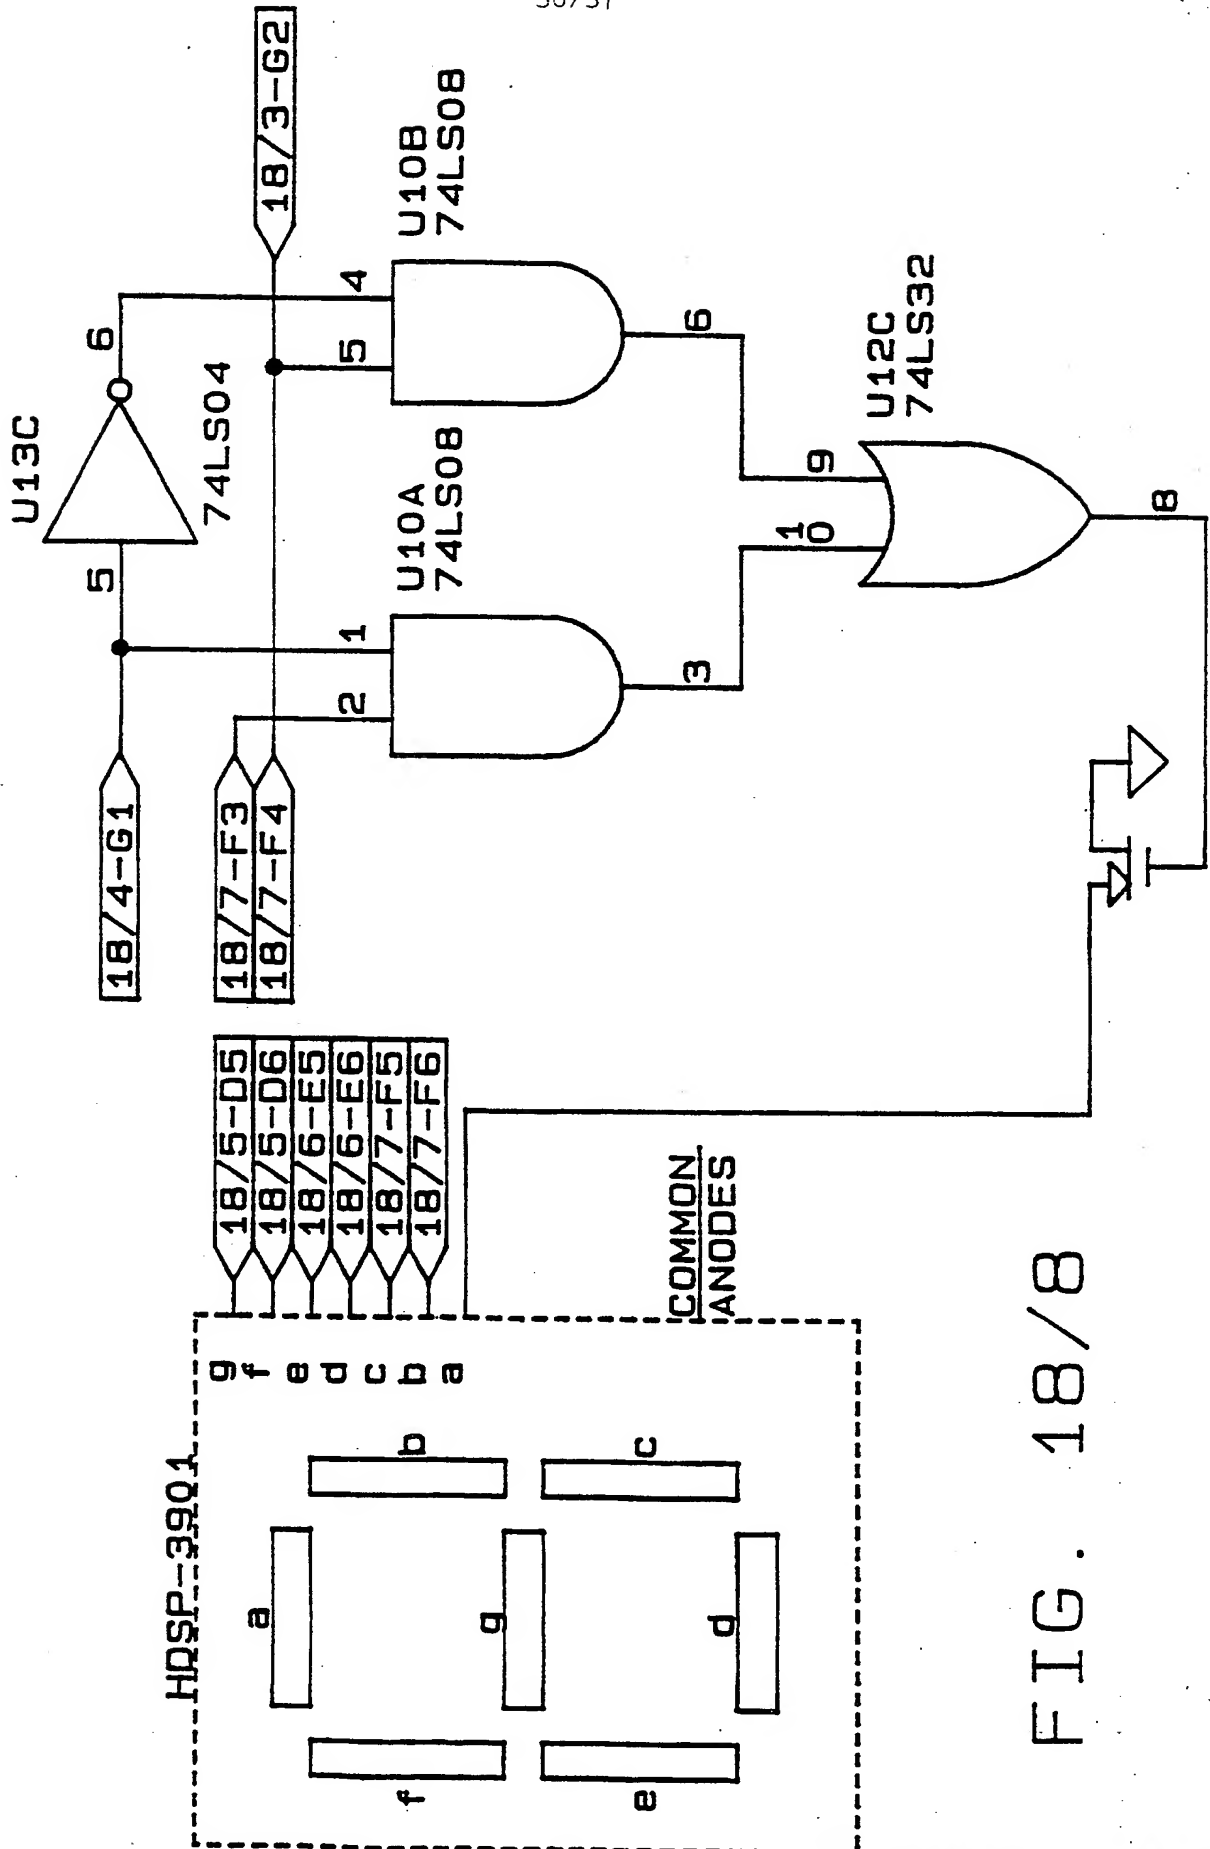 U13C
5
6
18/4-G1
HDSP-3901
74LS04
g
f
e
d
c
b
a
18/5-D5
18/5-D6
18/6-E5
18/6-E6
18/7-F5
18/7-F6
18/7-F3
18/7-F4
18/3-G2
a
f
b
g
e
c
d
2
1
5
4
U10A
74LS08
U10B
74LS08
3
6
COMMON
ANODES
10
9
U12C
74LS32
8
FIG. 18/8